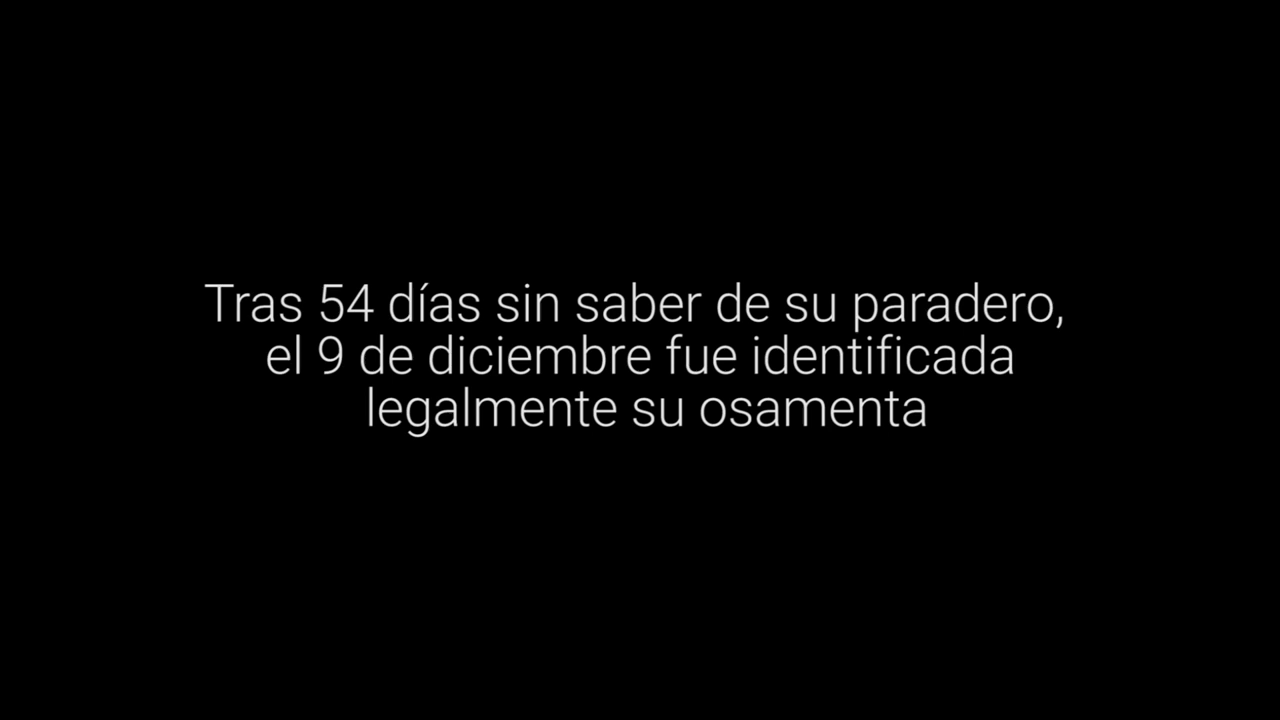 Tras 54 días sin saber de su paradero,
el 9 de diciembre fue identificada
legalmente su osamenta